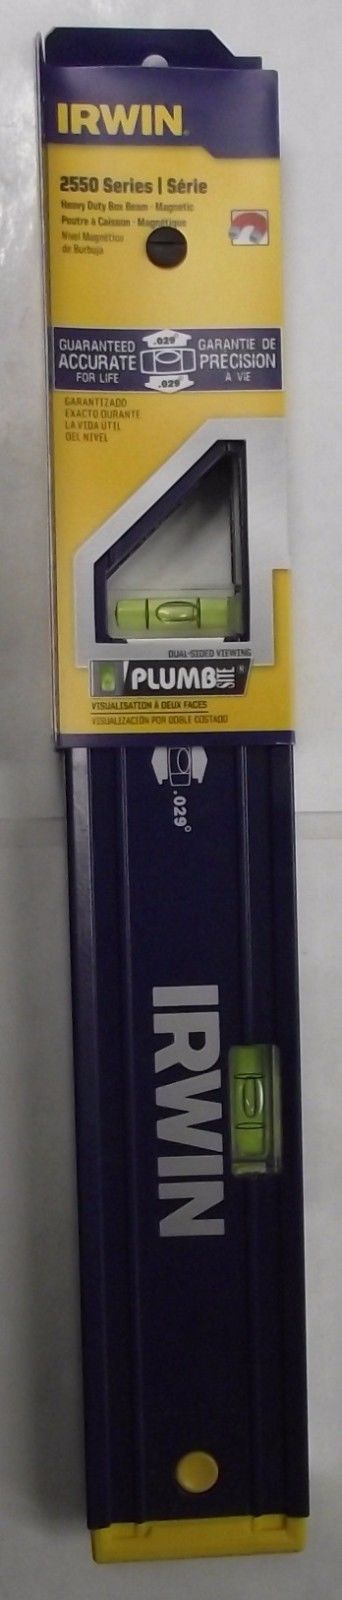 IRWIN
2550 Series | Série
Heavy Duty Box Beam - Magnetic
Poutre à Caisson - Magnétique
Nivel Magnético
de Burbuja
GUARANTEED
ACCURATE
FOR LIFE
.029°
.029°
GARANTIE DE
PRÉCISION
À VIE
GARANTIZADO
EXACTO DURANTE
LA VIDA ÚTIL
DEL NIVEL
DUAL-SIDED VIEWING
PLUMB SITE
VISUALISATION À DEUX FACES
VISUALIZACIÓN POR DOBLE COSTADO
.029°
IRWIN